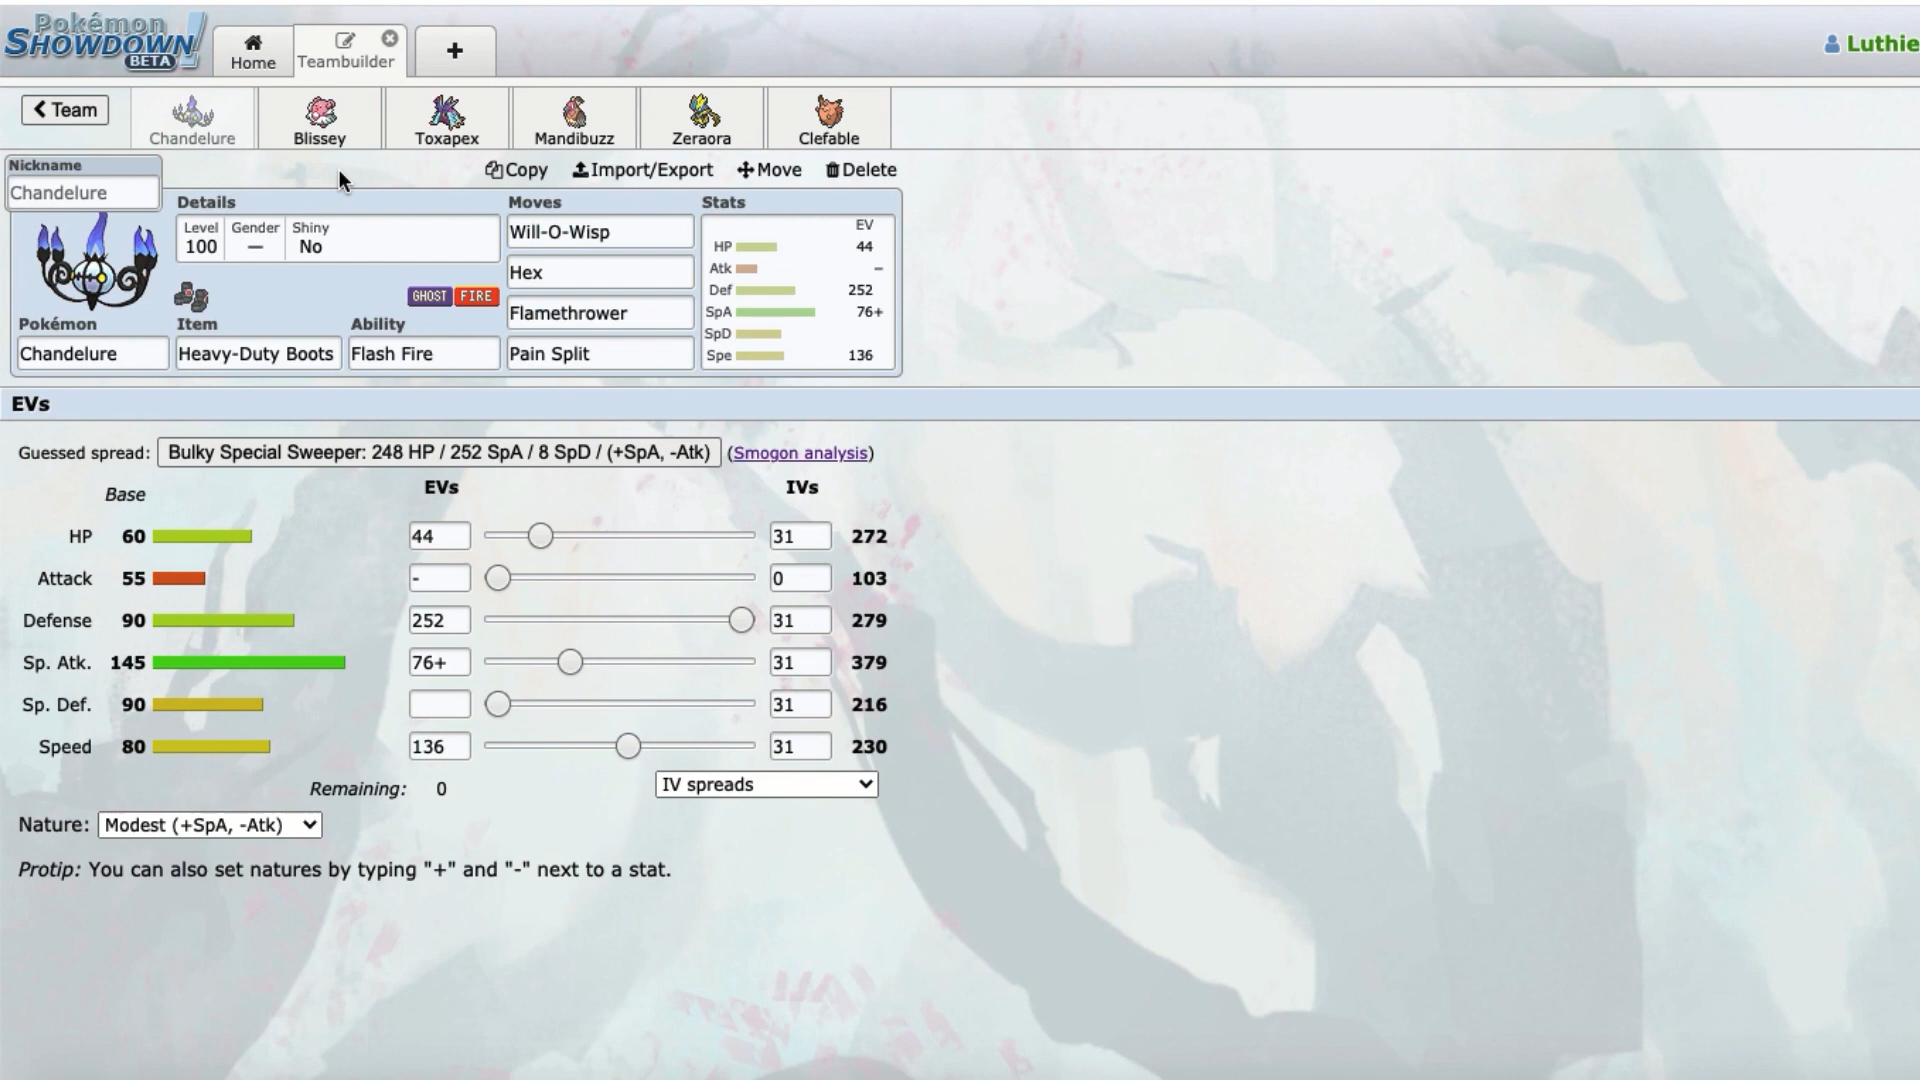 Pokémon
SHOWDOWN!
BETA
Home
Teambuilder
+
Luthie
Team
Chandelure
Blissey
Toxapex
Mandibuzz
Zeraora
Clefable
Nickname
Chandelure
Copy
Import/Export
Move
Delete
Details
Level
100
Gender
—
Shiny
No
GHOST FIRE
Pokémon
Chandelure
Item
Heavy-Duty Boots
Ability
Flash Fire
Moves
Will-O-Wisp
Hex
Flamethrower
Pain Split
Stats
EV
HP 44
Atk –
Def 252
SpA 76+
SpD
Spe 136
EVs
Guessed spread: Bulky Special Sweeper: 248 HP / 252 SpA / 8 SpD / (+SpA, -Atk) (Smogon analysis)
Base EVs IVs
HP 60 44 31 272
Attack 55 - 0 103
Defense 90 252 31 279
Sp. Atk. 145 76+ 31 379
Sp. Def. 90 31 216
Speed 80 136 31 230
Remaining: 0 IV spreads
Nature: Modest (+SpA, -Atk)
Protip: You can also set natures by typing "+" and "-" next to a stat.